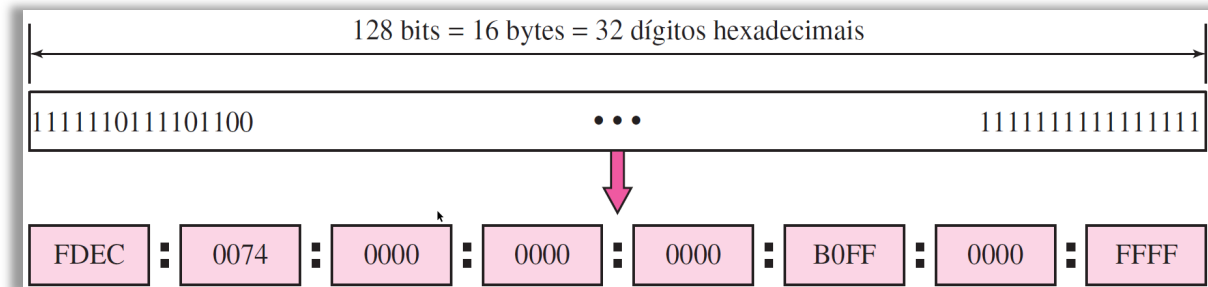 128 bits = 16 bytes = 32 dígitos hexadecimais
1111110111101100 • • • 1111111111111111
FDEC : 0074 : 0000 : 0000 : 0000 : B0FF : 0000 : FFFF